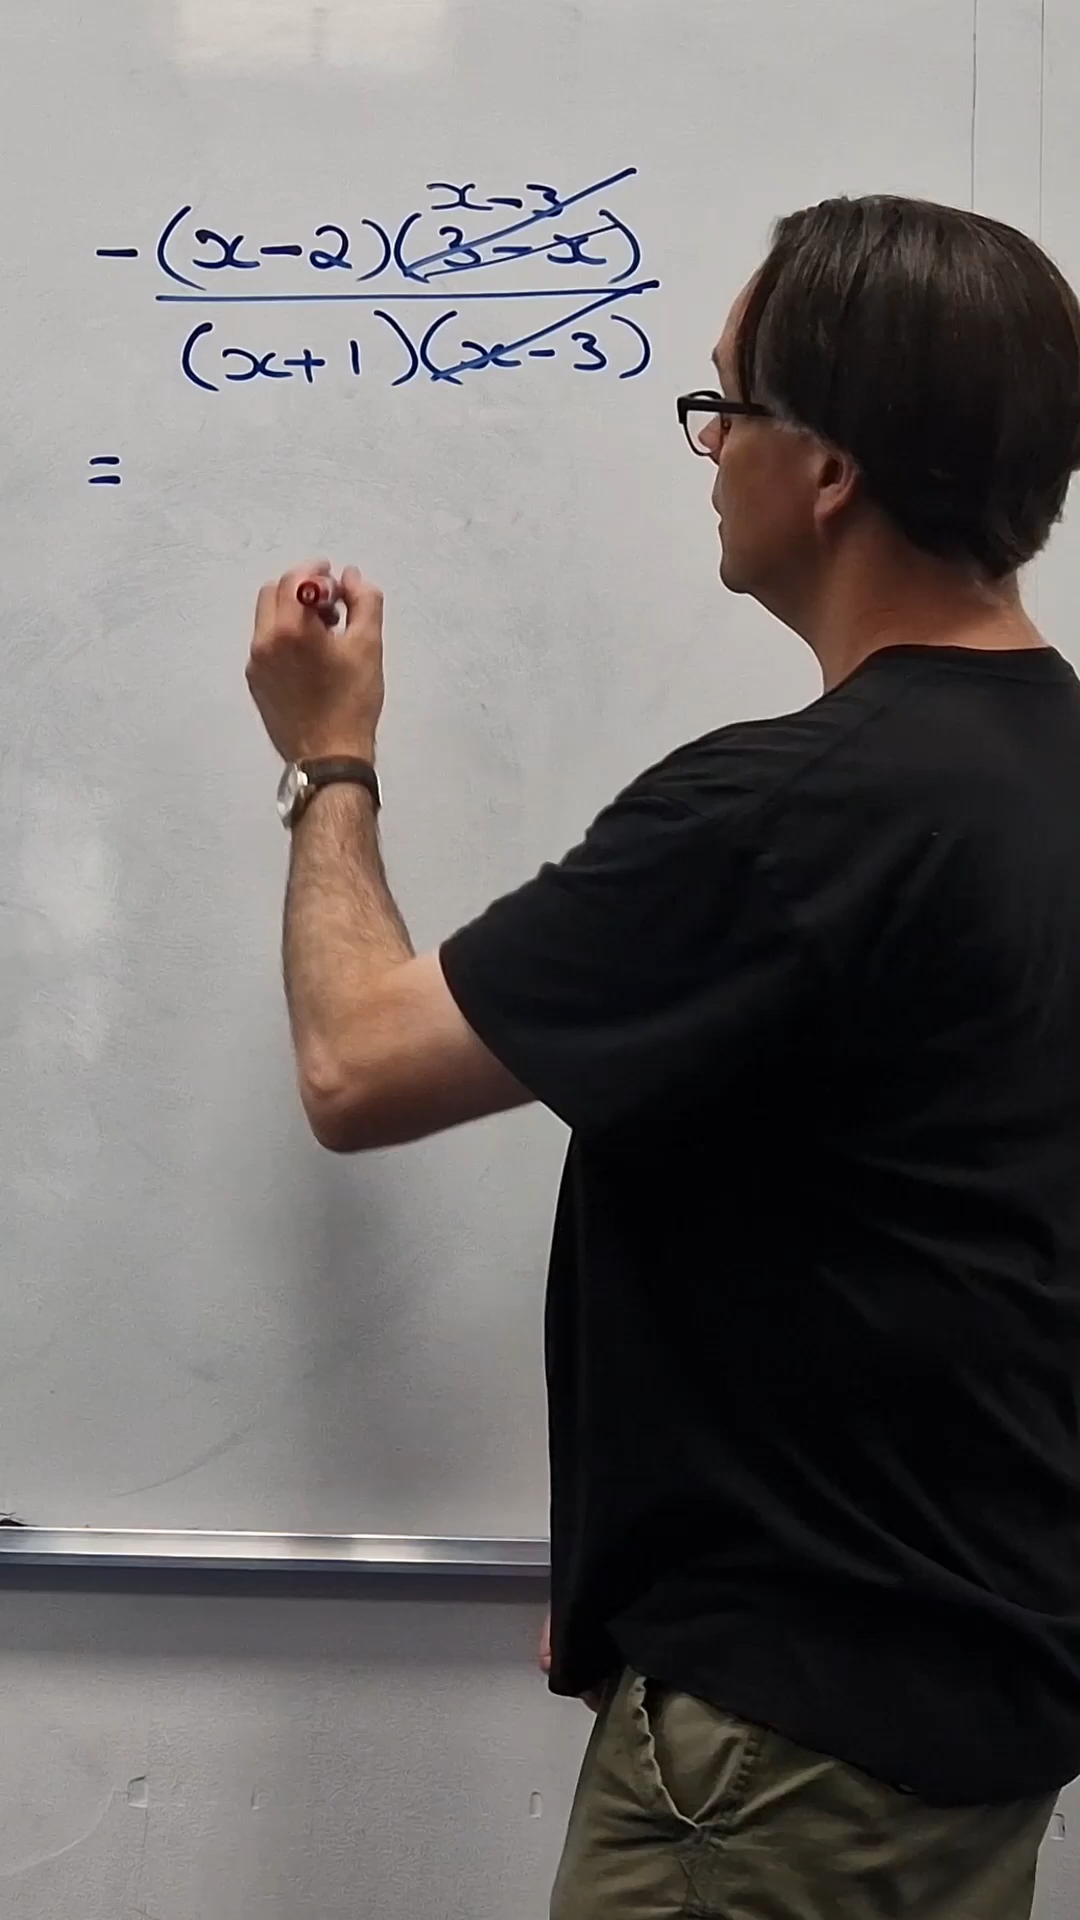 x-3
-(x-2)(3-x)
(x+1)(x-3)
=